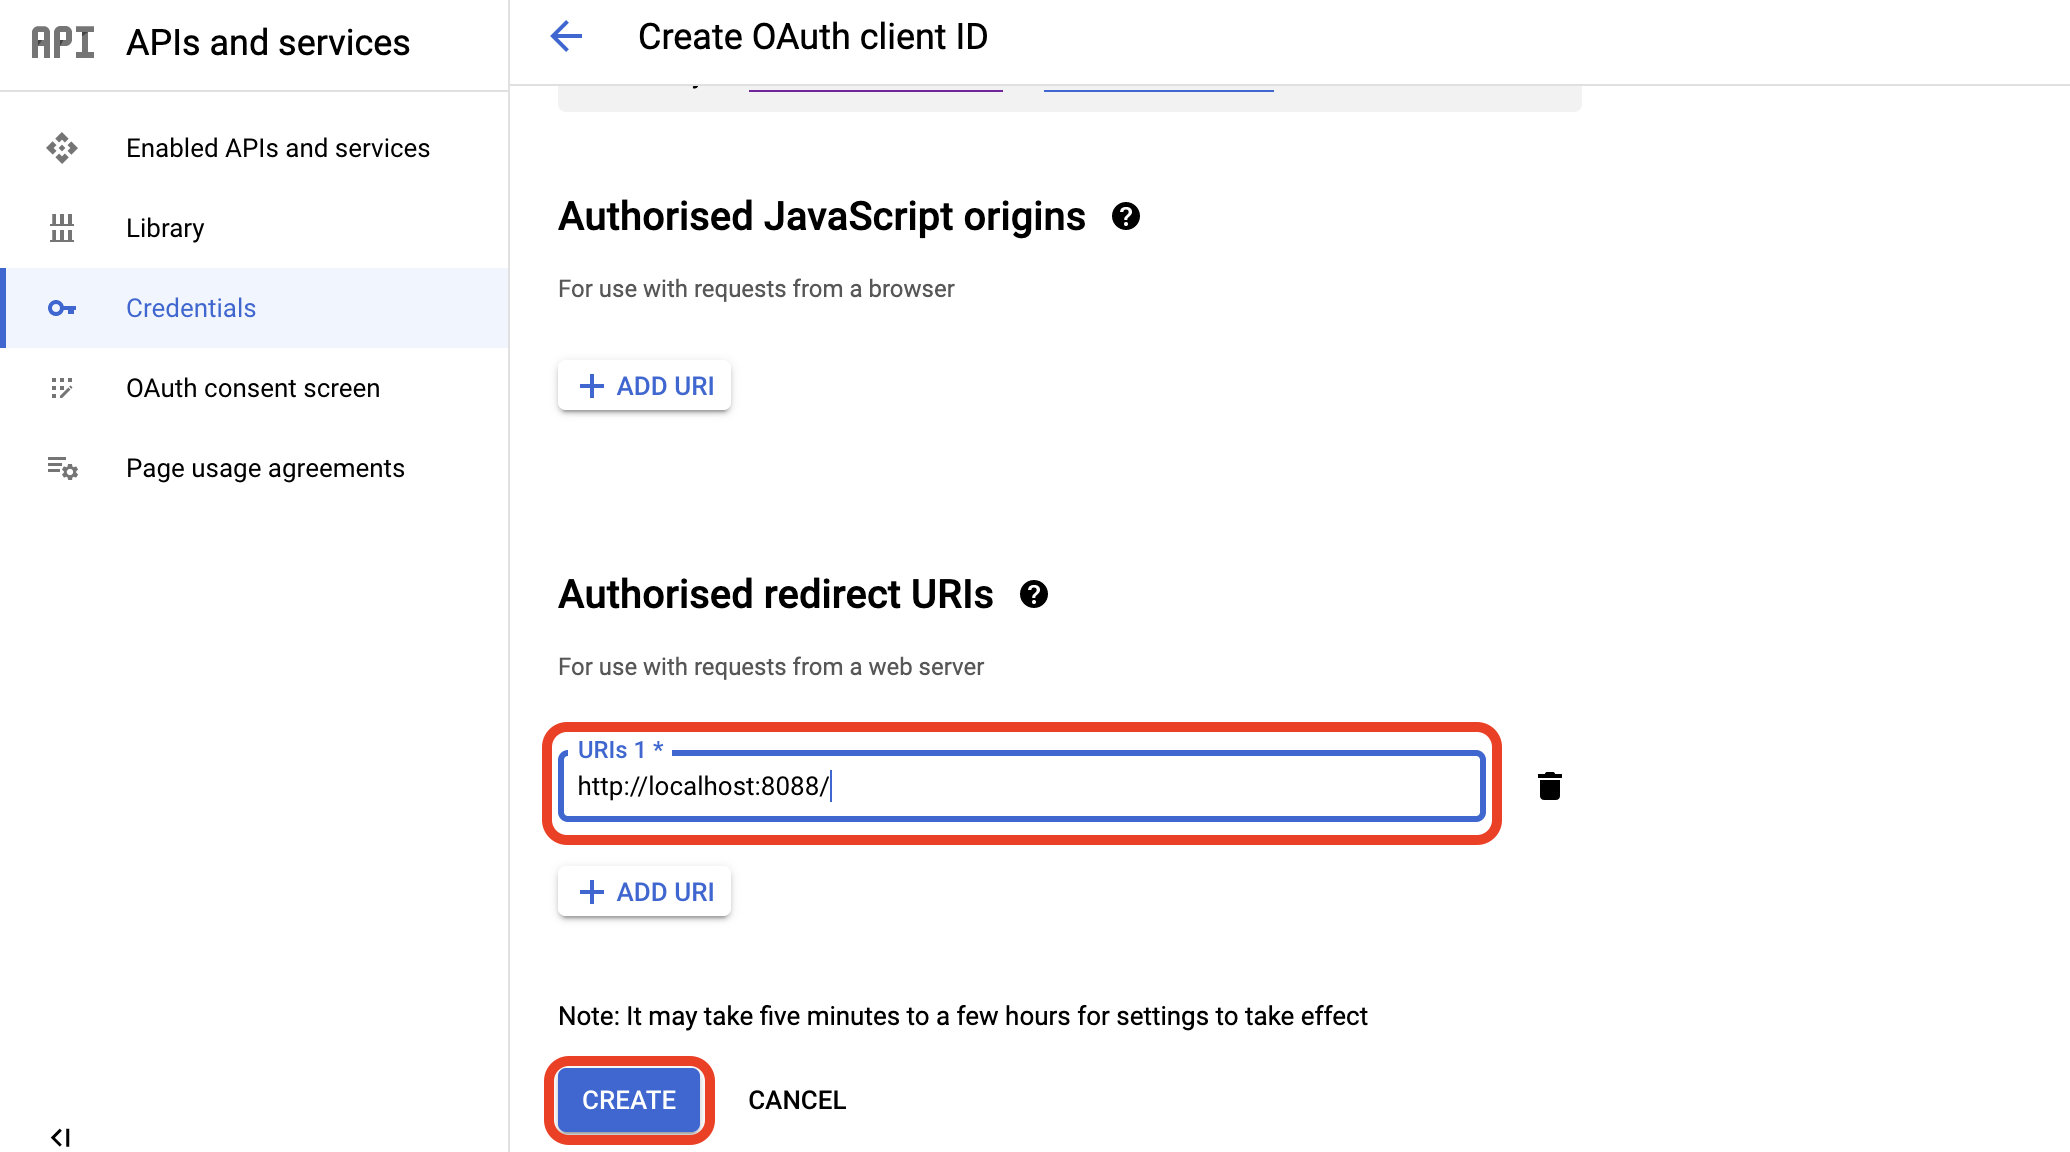 API APIs and services
Create OAuth client ID
Enabled APIs and services
Library
Credentials
OAuth consent screen
Page usage agreements
Authorised JavaScript origins
For use with requests from a browser
ADD URI
Authorised redirect URIs
For use with requests from a web server
URIs 1 *
http://localhost:8088/
ADD URI
Note: It may take five minutes to a few hours for settings to take effect
CREATE
CANCEL